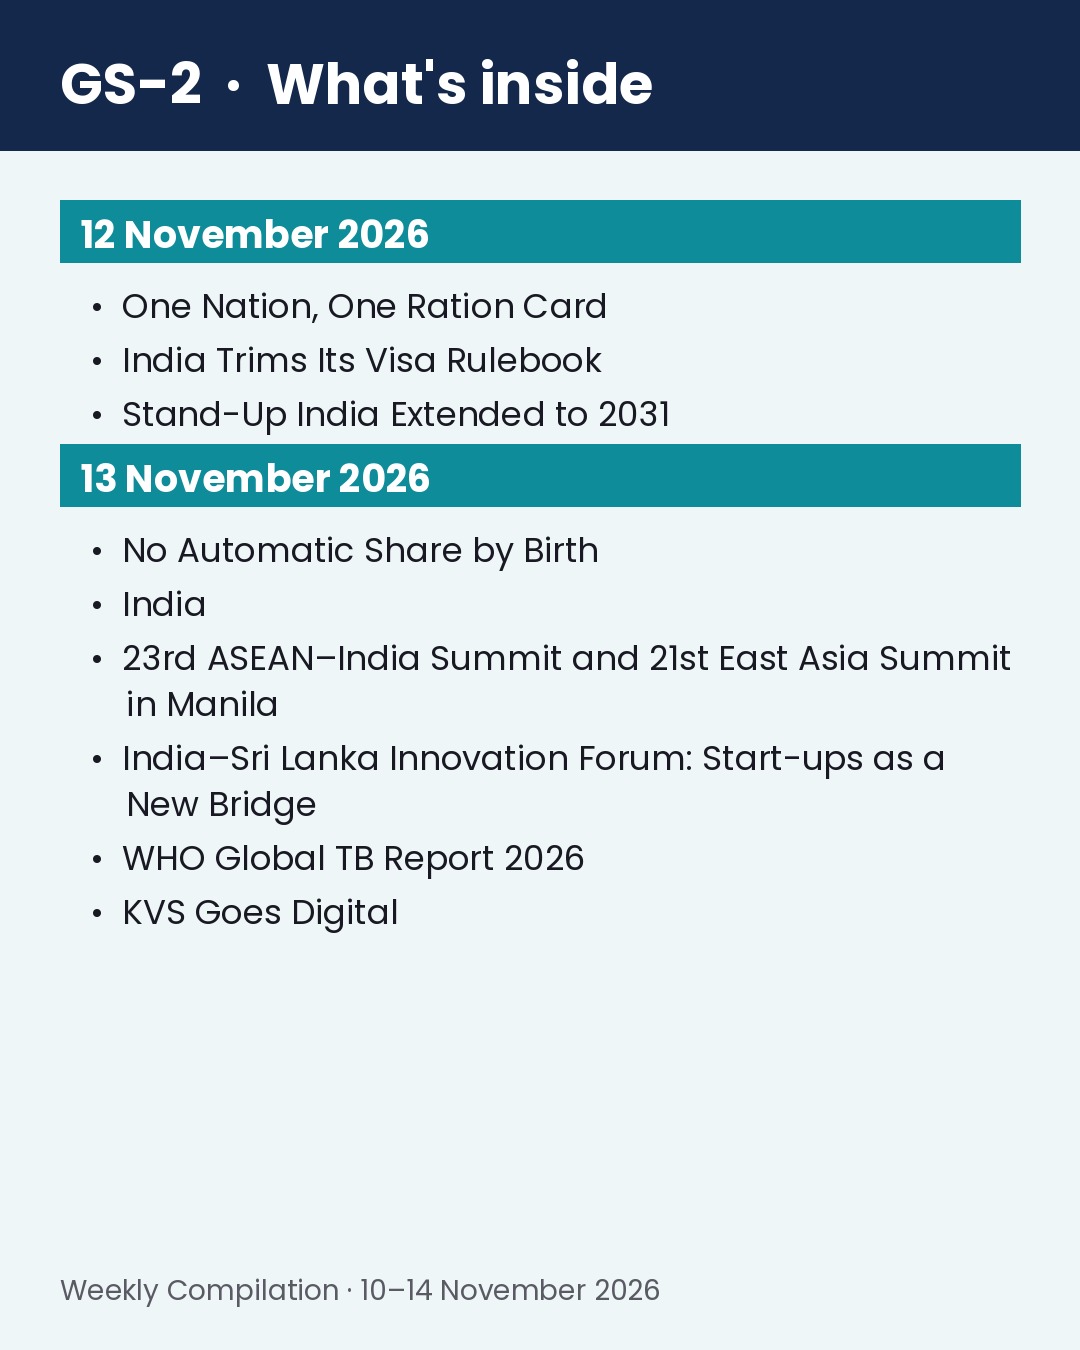 GS-2 · What's inside
12 November 2026
• One Nation, One Ration Card
• India Trims Its Visa Rulebook
• Stand-Up India Extended to 2031
13 November 2026
• No Automatic Share by Birth
• India
• 23rd ASEAN–India Summit and 21st East Asia Summit
in Manila
• India–Sri Lanka Innovation Forum: Start-ups as a
New Bridge
• WHO Global TB Report 2026
• KVS Goes Digital
Weekly Compilation · 10–14 November 2026